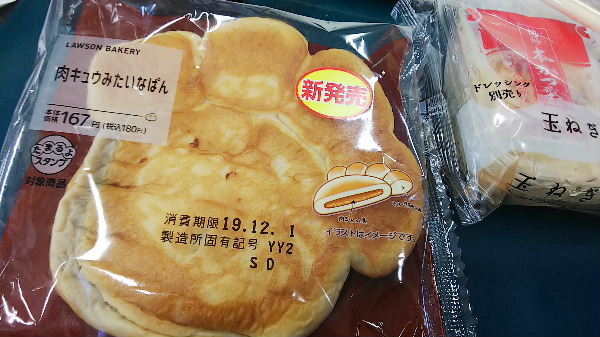 LAWSON BAKERY
肉キュウみたいなぱん
本体価格 167円 (税込180円)
新発売
たまるよ
スタンプ
対象商品
消費期限 19.12. 1
製造所固有記号 YY2
S D
イラストはイメージです。
ドレッシング
別売り
玉ねぎ
玉ねぎ